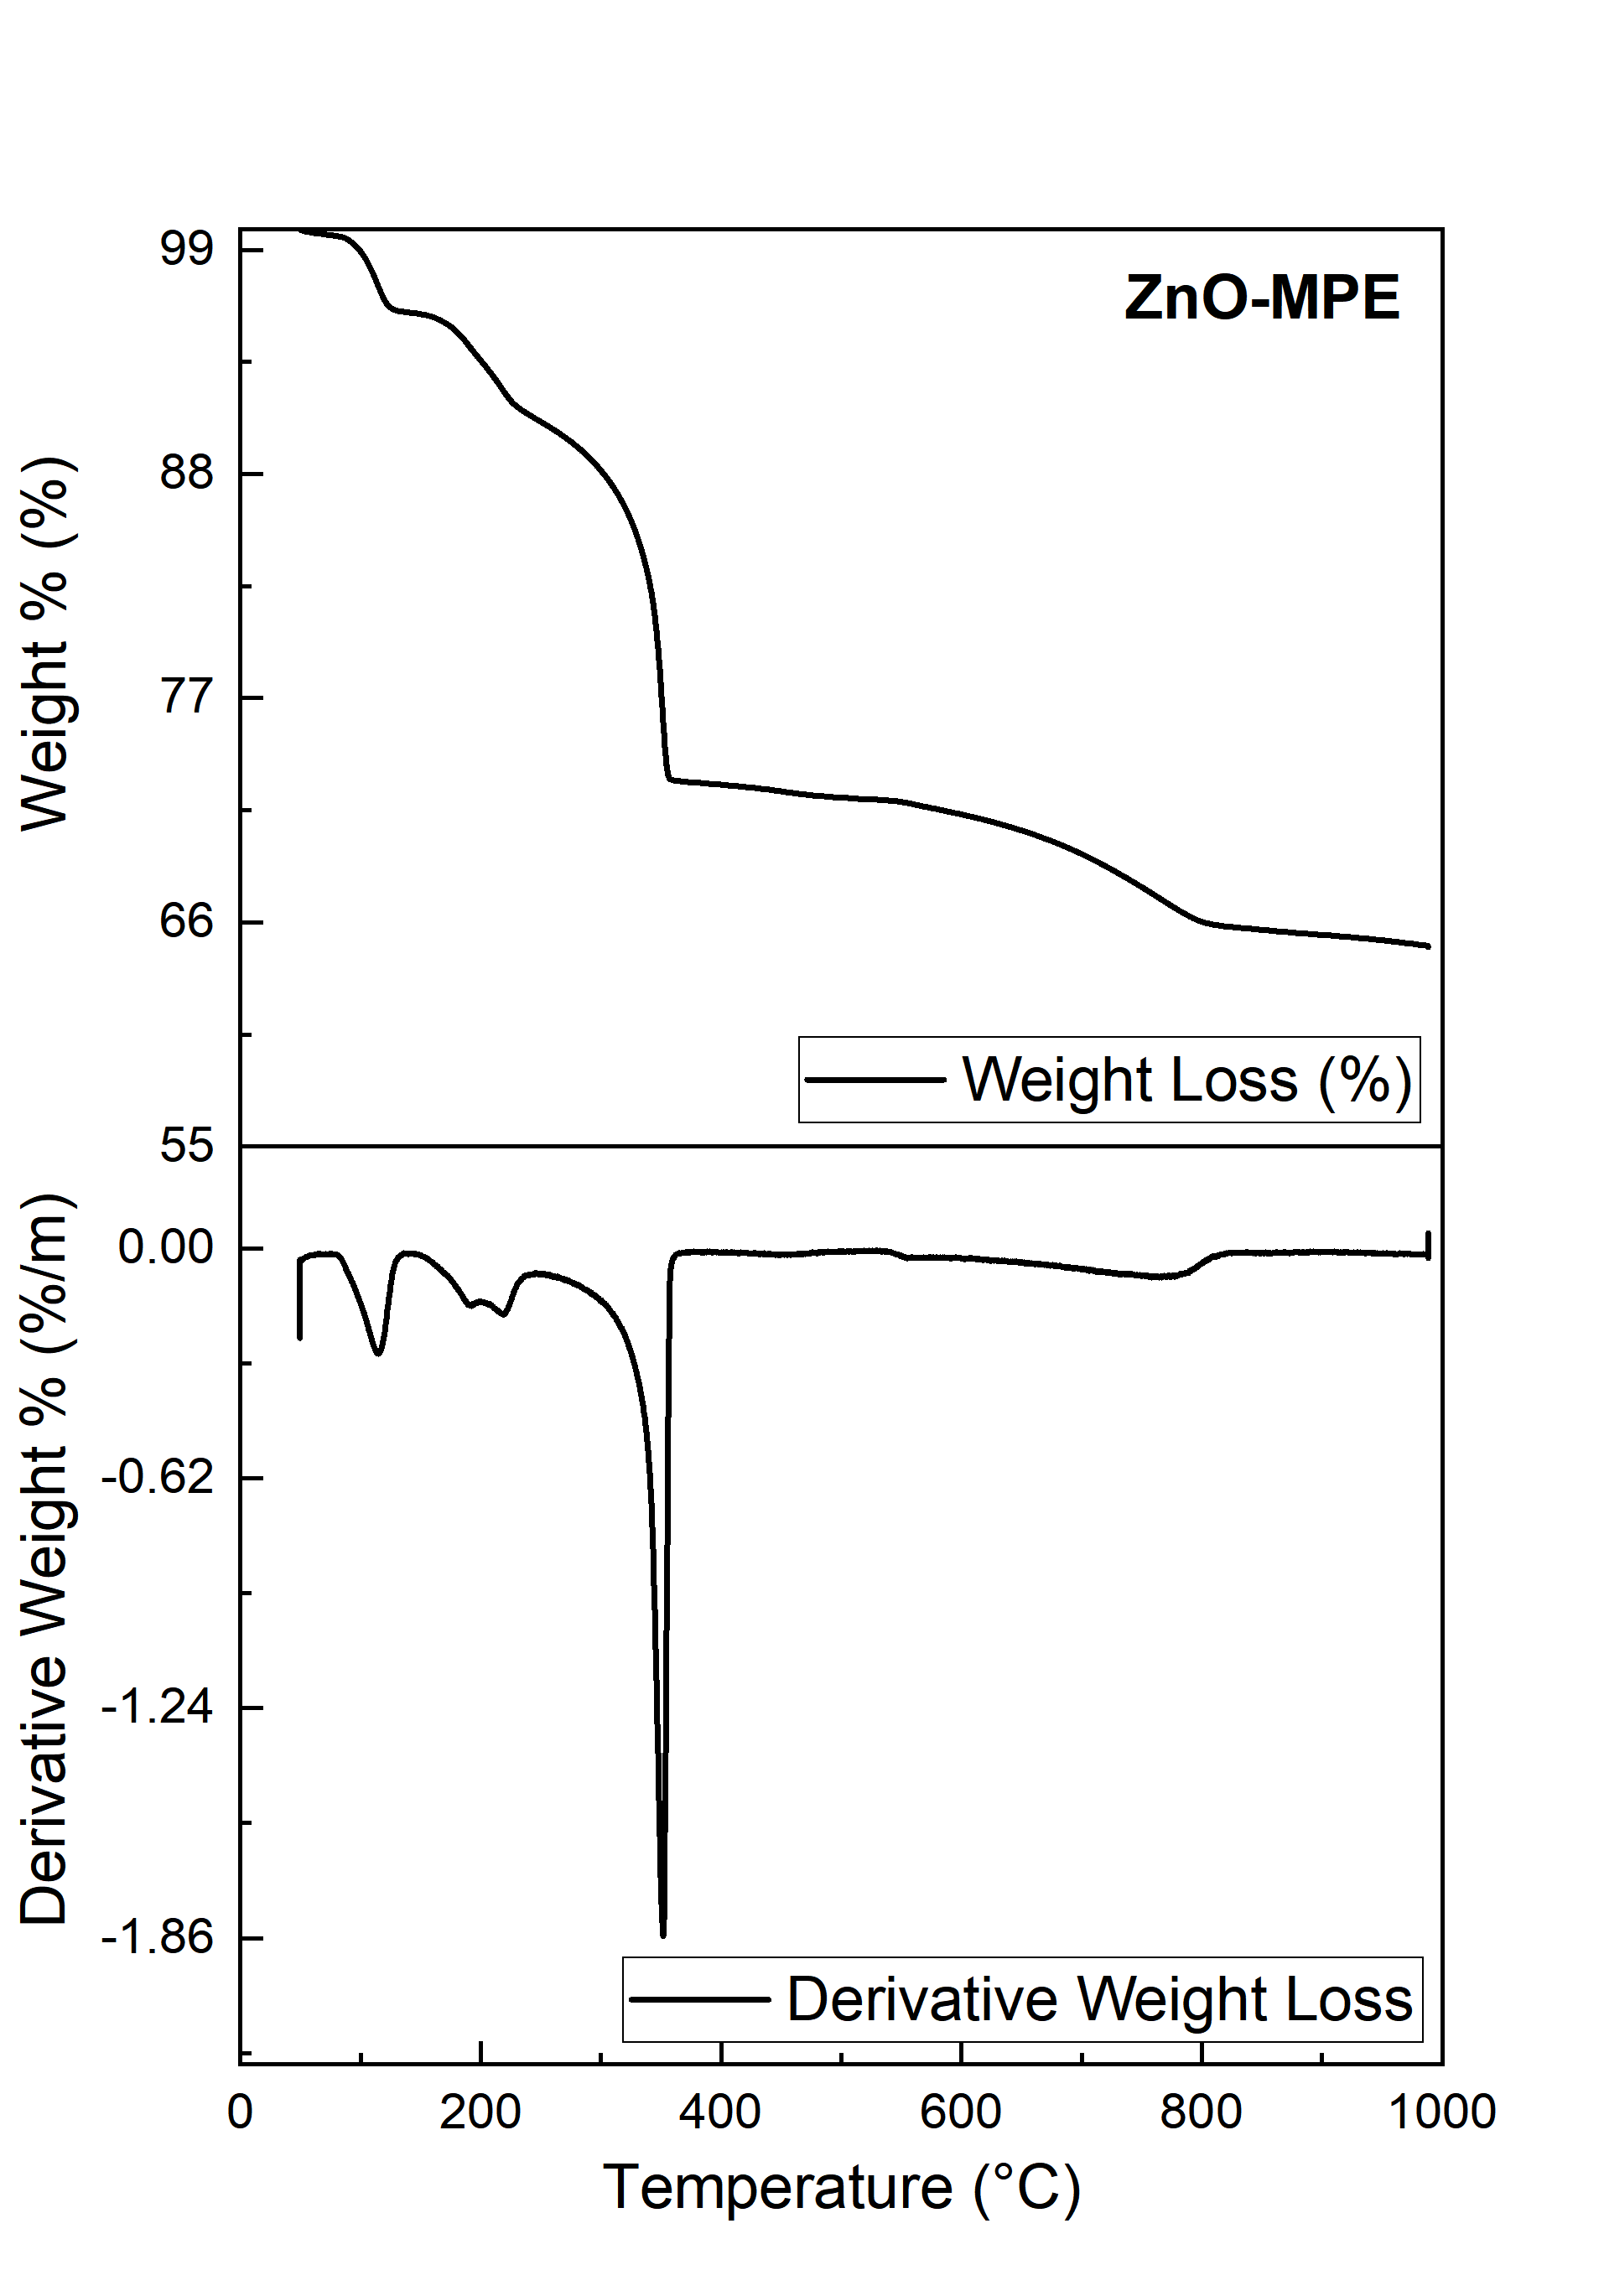 ZnO-MPE
Weight % (%)
99
88
77
66
55
Weight Loss (%)
Derivative Weight % (%/m)
0.00
-0.62
-1.24
-1.86
Derivative Weight Loss
0 200 400 600 800 1000
Temperature (°C)